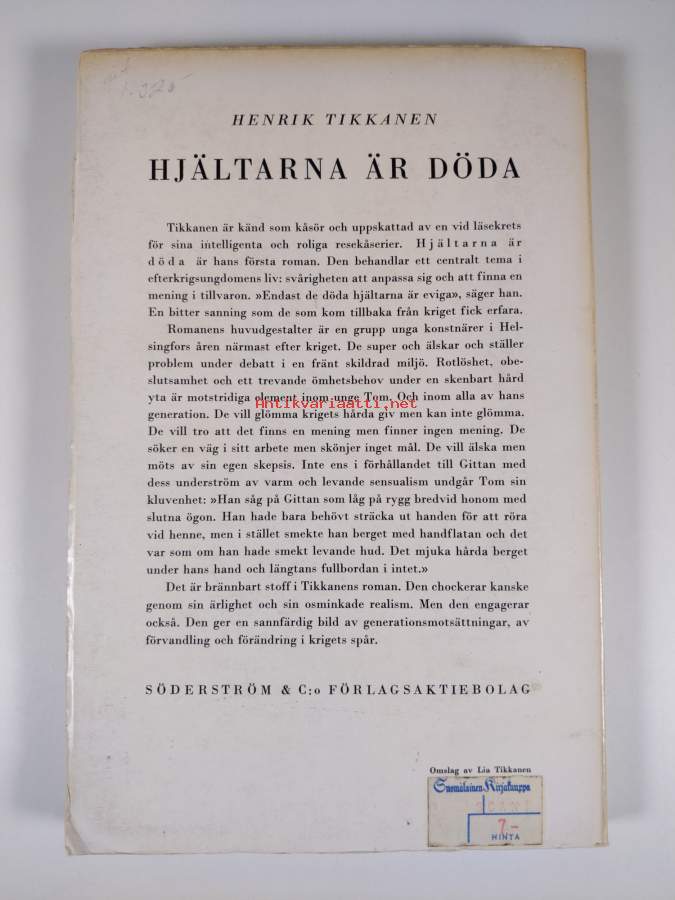 HENRIK TIKKANEN
HJÄLTARNA ÄR DÖDA
Tikkanen är känd som kåsör och uppskattad av en vid läsekrets
för sina intelligenta och roliga resekåserier. Hjältarna är
döda är hans första roman. Den behandlar ett centralt tema i
efterkrigsungdomens liv: svårigheten att anpassa sig och att finna en
mening i tillvaron. »Endast de döda hjältarna är eviga», säger han.
En bitter sanning som de som kom tillbaka från kriget fick erfara.
Romanens huvudgestalter är en grupp unga konstnärer i Hel-
singfors åren närmast efter kriget. De super och älskar och ställer
problem under debatt i en fränt skildrad miljö. Rotlöshet, obe-
slutsamhet och ett trevande ömhetsbehov under en skenbart hård
yta är motstridiga element inom unge Tom. Och inom alla av hans
Antikvariaatti.net
generation. De vill glömma krigets hårda giv men kan inte glömma.
De vill tro att det finns en mening men finner ingen mening. De
söker en väg i sitt arbete men skönjer inget mål. De vill älska men
möts av sin egen skepsis. Inte ens i förhållandet till Gittan med
dess underström av varm och levande sensualism undgår Tom sin
kluvenhet: »Han såg på Gittan som låg på rygg bredvid honom med
slutna ögon. Han hade bara behövt sträcka ut handen för att röra
vid henne, men i stället smekte han berget med handflatan och det
var som om han hade smekt levande hud. Det mjuka hårda berget
under hans hand och längtans fullbordan i intet.»
Det är brännbart stoff i Tikkanens roman. Den chockerar kanske
genom sin ärlighet och sin osminkade realism. Men den engagerar
också. Den ger en sannfärdig bild av generationsmotsättningar, av
förvandling och förändring i krigets spår.
SÖDERSTRÖM & C:o FÖRLAGSAKTIEBOLAG
Omslag av Lia Tikkanen
Suomalainen Kirjakauppa
7-
HINTA